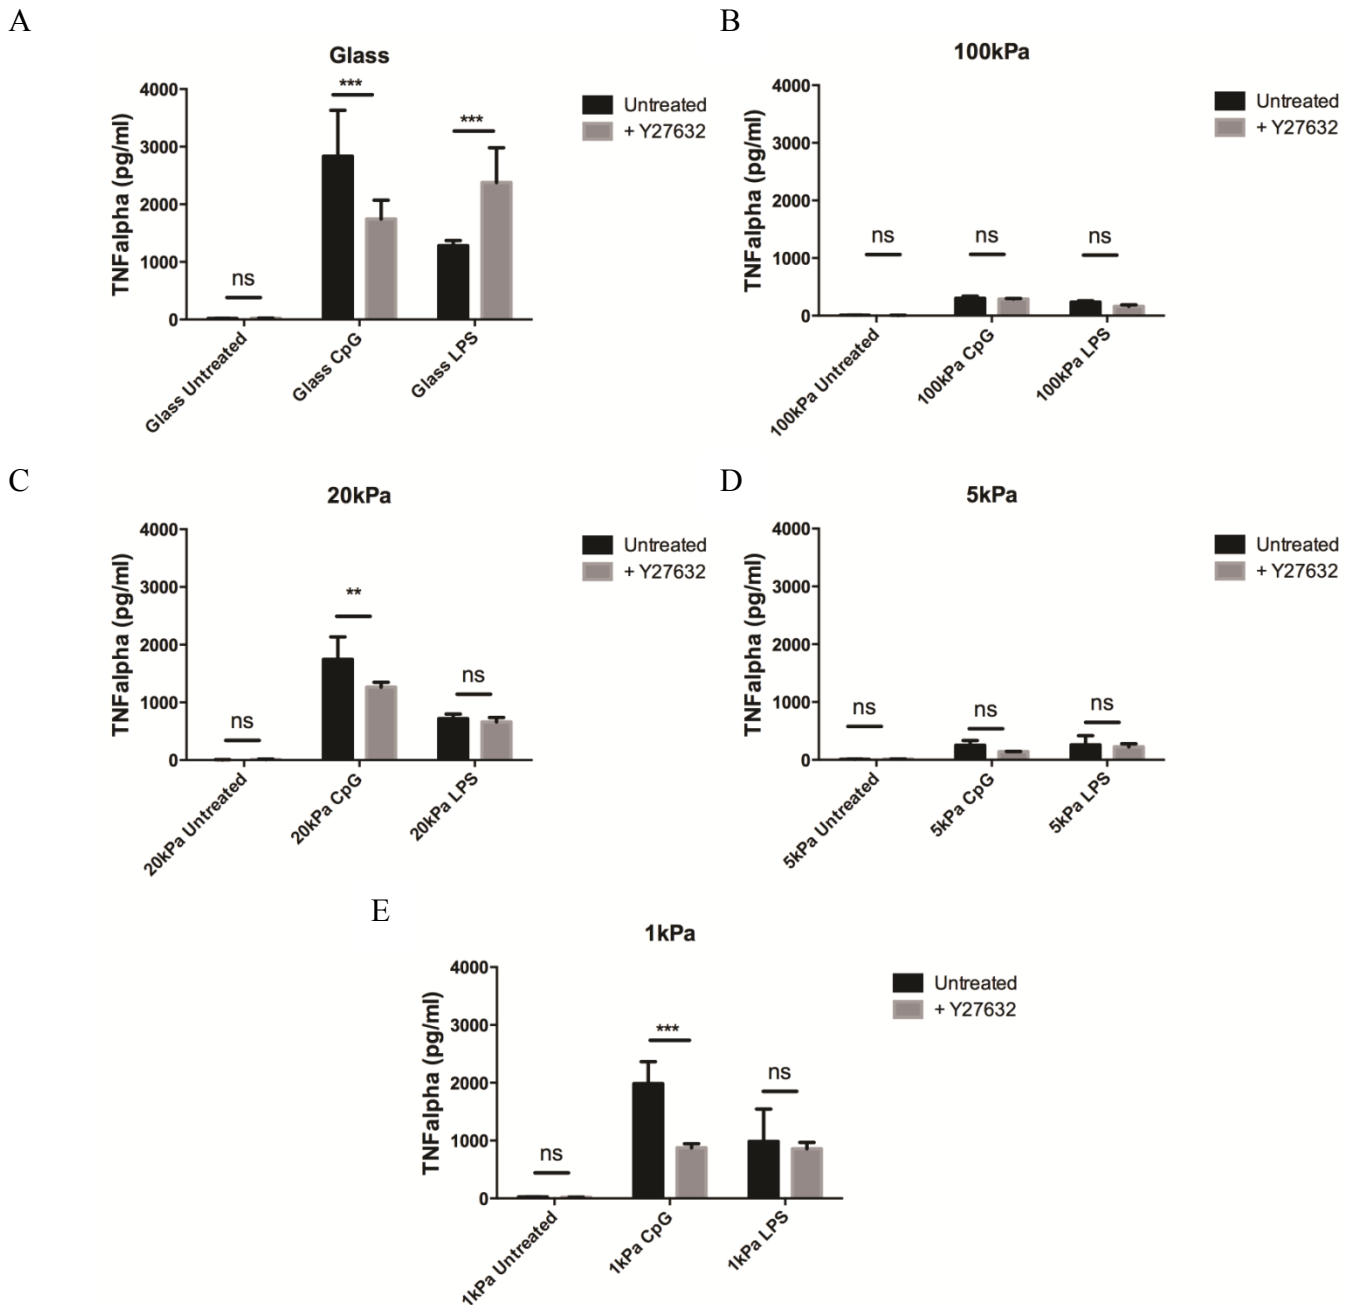 A
Glass
TNFalpha (pg/ml)
4000
3000
2000
1000
0
ns
***
***
Glass Untreated
Glass CpG
Glass LPS
Untreated
+ Y27632
B
100kPa
TNFalpha (pg/ml)
4000
3000
2000
1000
0
ns
ns
ns
100kPa Untreated
100kPa CpG
100kPa LPS
Untreated
+ Y27632
C
20kPa
TNFalpha (pg/ml)
4000
3000
2000
1000
0
ns
**
ns
20kPa Untreated
20kPa CpG
20kPa LPS
Untreated
+ Y27632
D
5kPa
TNFalpha (pg/ml)
4000
3000
2000
1000
0
ns
ns
ns
5kPa Untreated
5kPa CpG
5kPa LPS
Untreated
+ Y27632
E
1kPa
TNFalpha (pg/ml)
4000
3000
2000
1000
0
ns
***
ns
1kPa Untreated
1kPa CpG
1kPa LPS
Untreated
+ Y27632